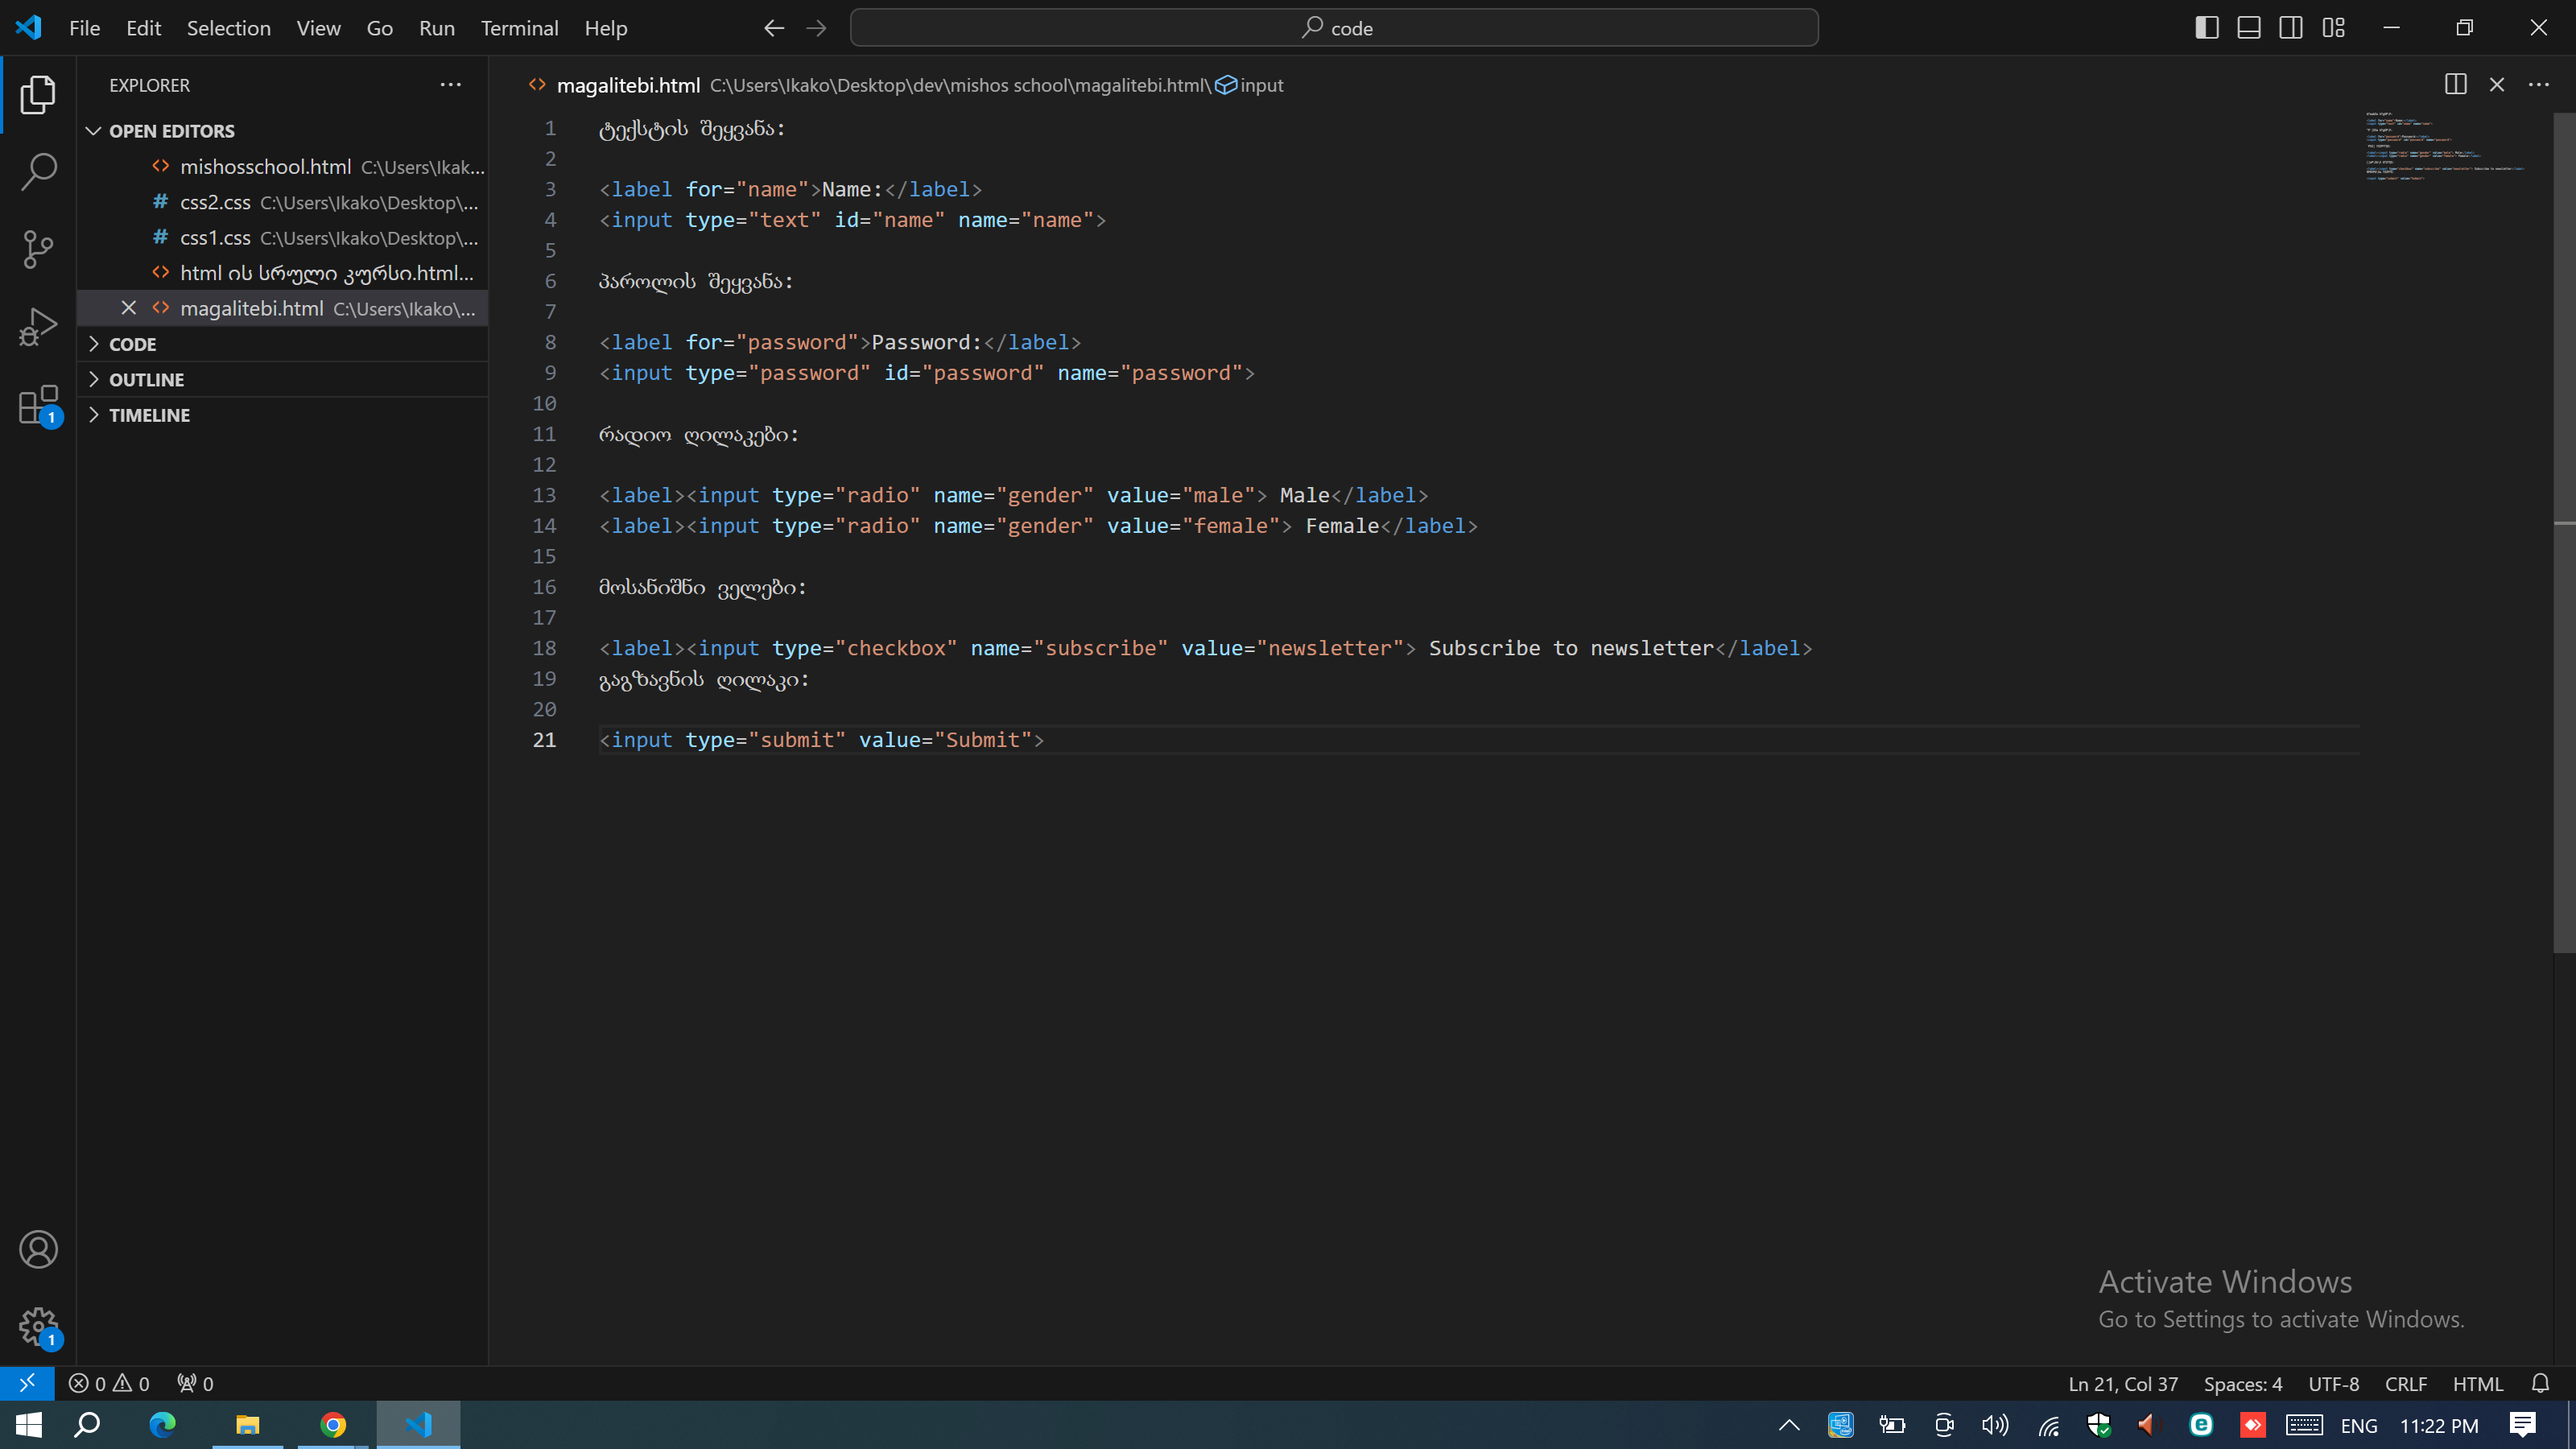 File Edit Selection View Go Run Terminal Help
code
EXPLORER
OPEN EDITORS
mishosschool.html C:\Users\Ikak...
css2.css C:\Users\Ikako\Desktop\...
css1.css C:\Users\Ikako\Desktop\...
html ის სრული კურსი.html...
magalitebi.html C:\Users\Ikako\...
CODE
OUTLINE
TIMELINE
1
1
magalitebi.html C:\Users\Ikako\Desktop\dev\mishos school\magalitebi.html\input
1 ტექსტის შეყვანა:
2
3 <label for="name">Name:</label>
4 <input type="text" id="name" name="name">
5
6 პაროლის შეყვანა:
7
8 <label for="password">Password:</label>
9 <input type="password" id="password" name="password">
10
11 რადიო ღილაკები:
12
13 <label><input type="radio" name="gender" value="male"> Male</label>
14 <label><input type="radio" name="gender" value="female"> Female</label>
15
16 მოსანიშნი ველები:
17
18 <label><input type="checkbox" name="subscribe" value="newsletter"> Subscribe to newsletter</label>
19 გაგზავნის ღილაკი:
20
21 <input type="submit" value="Submit">
Activate Windows
Go to Settings to activate Windows.
0 0 0
Ln 21, Col 37 Spaces: 4 UTF-8 CRLF HTML
ENG 11:22 PM